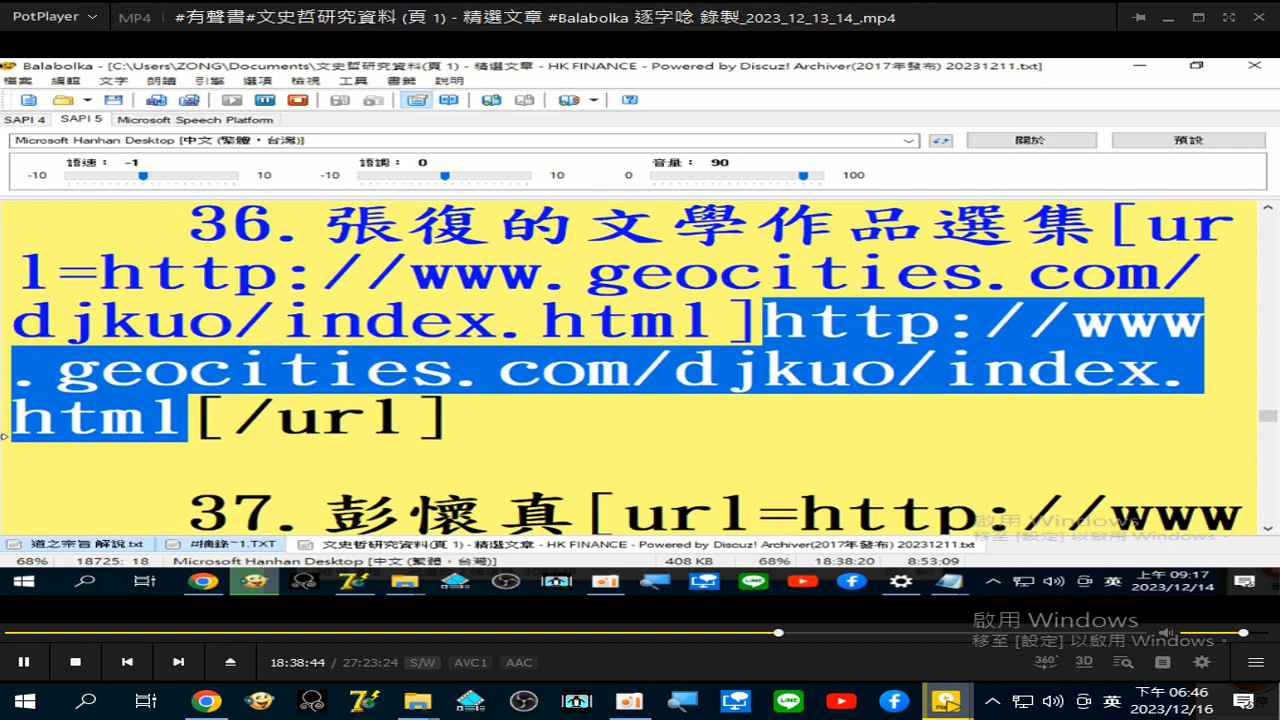 PotPlayer MP4 #有聲書#文史哲研究資料 (頁 1) - 精選文章 #Balabolka 逐字唸 錄製_2023_12_13_14_.mp4
Balabolka - [C:\Users\ZONG\Documents\文史哲研究資料(頁 1) - 精選文章 - HK FINANCE - Powered by Discuz! Archiver(2017年發布) 20231211.txt]
檔案 編輯 文字 朗讀 引擎 選項 檢視 工具 書籤 說明
SAPI 4 SAPI 5 Microsoft Speech Platform
Microsoft Hanhan Desktop [中文 (繁體，台灣)] 關於 預設
語速： -1 語調： 0 音量： 90
-10 10 -10 10 0 100
36.張復的文學作品選集[ur
l=http://www.geocities.com/
djkuo/index.html]http://www
.geocities.com/djkuo/index.
html[/url]
37.彭懷真[url=http://www
啟用 Windows
移至 [設定] 以啟用 Windows。
道之宗旨 解說.txt #摘錄~1.TXT 文史哲研究資料(頁 1) - 精選文章 - HK FINANCE - Powered by Discuz! Archiver(2017年發布) 20231211.txt
68% 18725: 18 Microsoft Hanhan Desktop [中文 (繁體，台灣)] 408 KB 68% 18:38:20 8:53:09
英 上午 09:17
2023/12/14
啟用 Windows
移至 [設定] 以啟用 Windows。
18:38:44 / 27:23:24 S/W AVC1 AAC 360° 3D
英 下午 06:46
2023/12/16